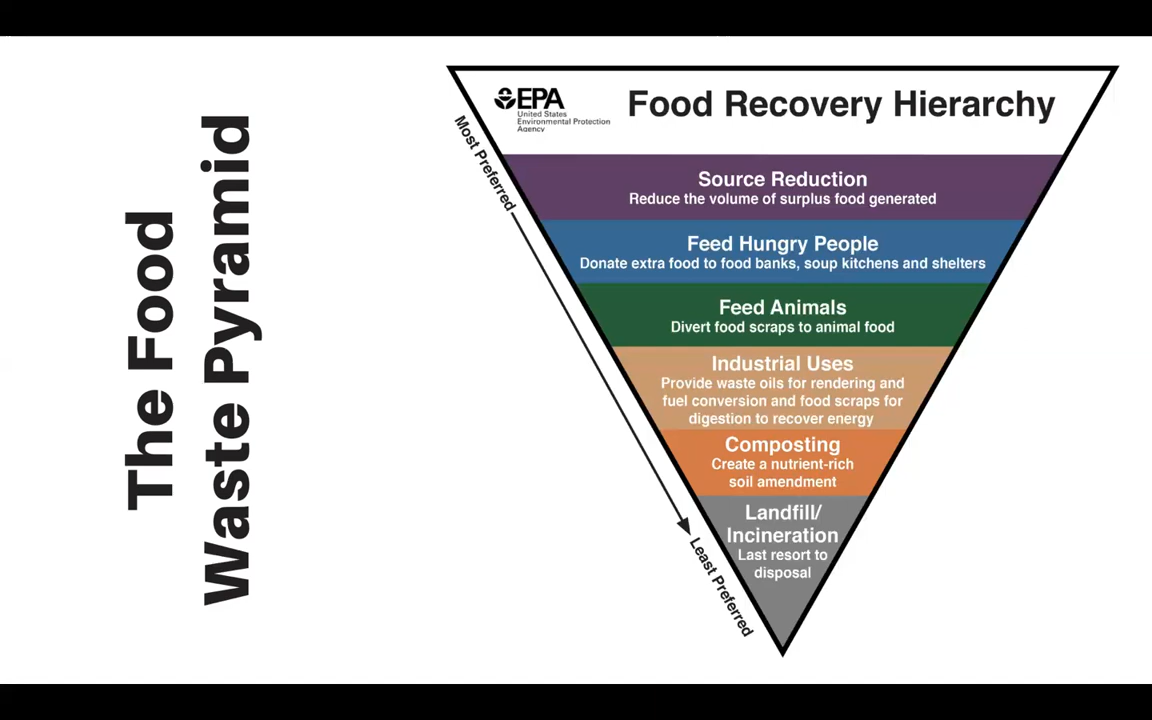 The Food
Waste Pyramid
EPA
United States
Environmental Protection
Agency
Food Recovery Hierarchy
Most Preferred
Source Reduction
Reduce the volume of surplus food generated
Feed Hungry People
Donate extra food to food banks, soup kitchens and shelters
Feed Animals
Divert food scraps to animal food
Industrial Uses
Provide waste oils for rendering and
fuel conversion and food scraps for
digestion to recover energy
Composting
Create a nutrient-rich
soil amendment
Landfill/
Incineration
Last resort to
disposal
Least Preferred